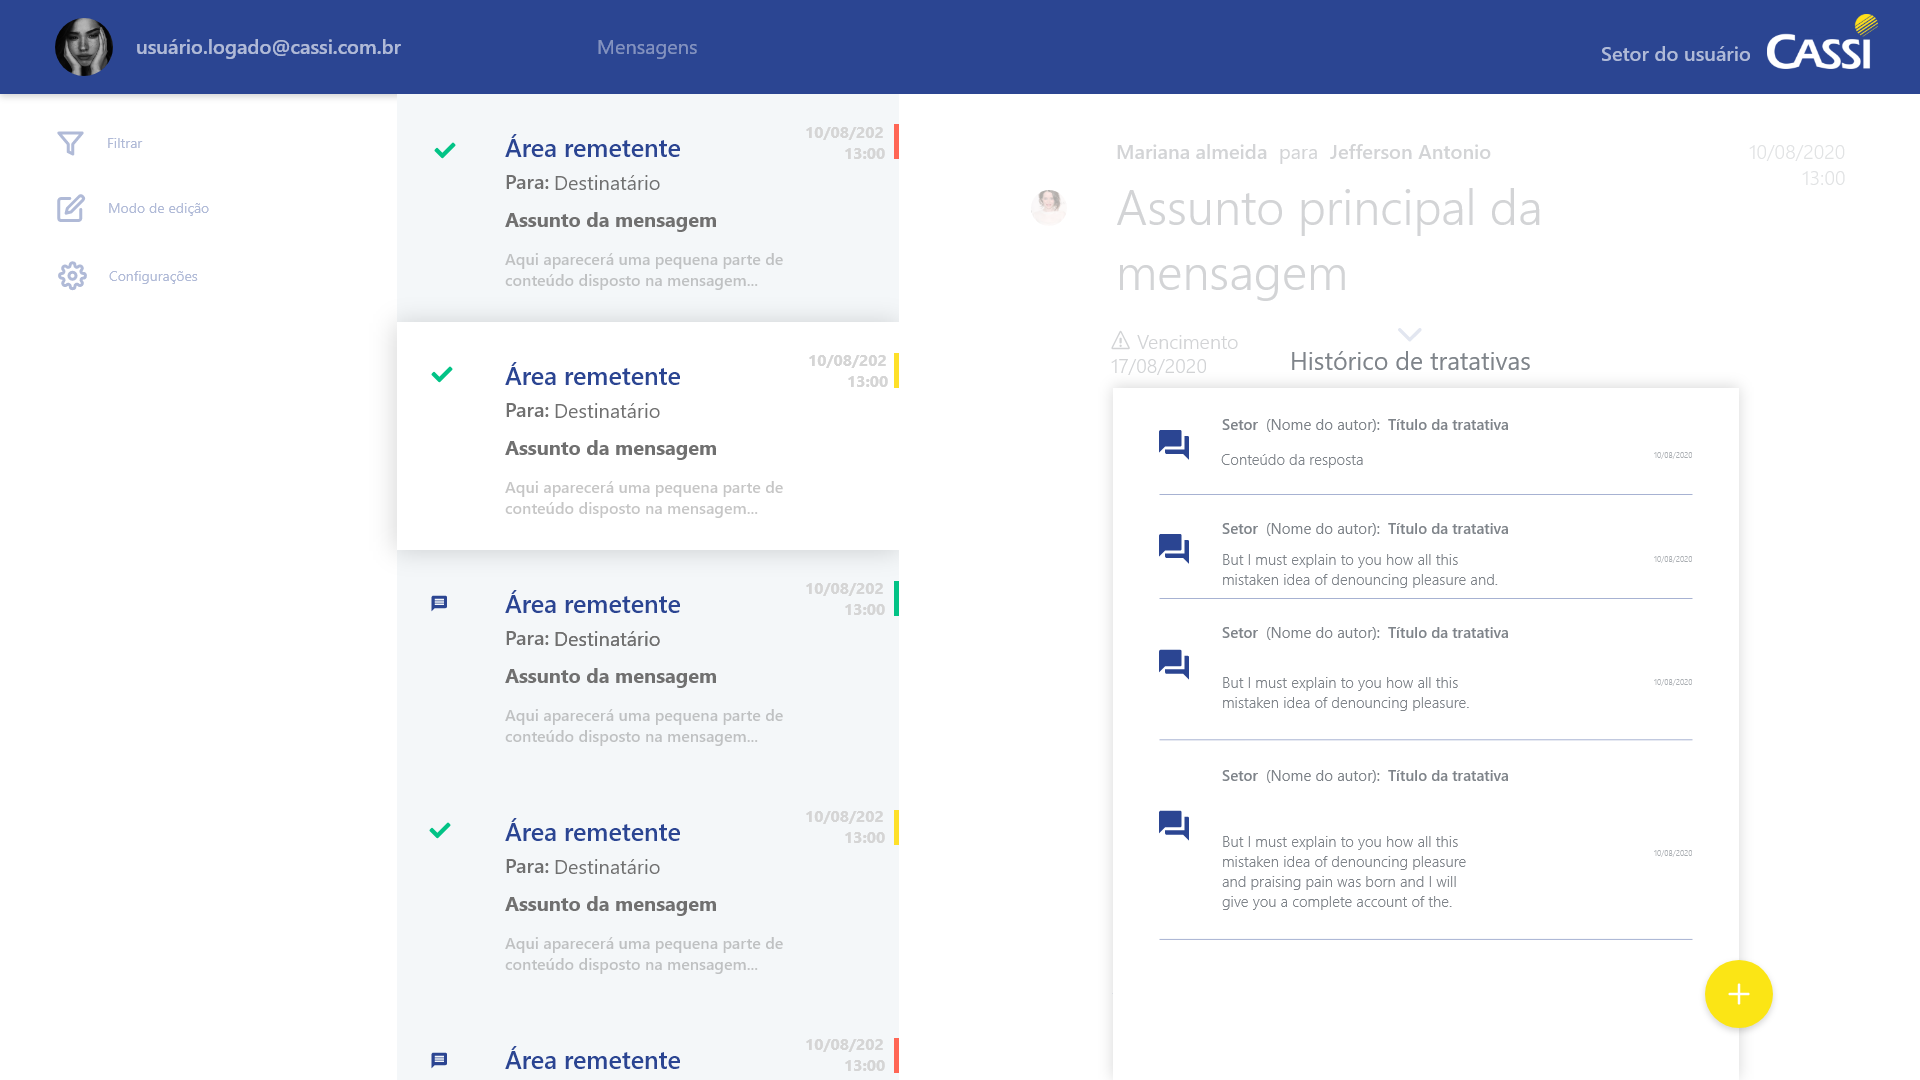 usuário.logado@cassi.com.br
Mensagens
Setor do usuário
CASSI
Filtrar
Modo de edição
Configurações
Área remetente
10/08/202
13:00
Para: Destinatário
Assunto da mensagem
Aqui aparecerá uma pequena parte de
conteúdo disposto na mensagem...
Área remetente
10/08/202
13:00
Para: Destinatário
Assunto da mensagem
Aqui aparecerá uma pequena parte de
conteúdo disposto na mensagem...
Área remetente
10/08/202
13:00
Para: Destinatário
Assunto da mensagem
Aqui aparecerá uma pequena parte de
conteúdo disposto na mensagem...
Área remetente
10/08/202
13:00
Para: Destinatário
Assunto da mensagem
Aqui aparecerá uma pequena parte de
conteúdo disposto na mensagem...
Área remetente
10/08/202
13:00
Mariana almeida para Jefferson Antonio
10/08/2020
13:00
Assunto principal da
mensagem
Vencimento
17/08/2020
Histórico de tratativas
Setor (Nome do autor): Título da tratativa
Conteúdo da resposta
10/08/2020
Setor (Nome do autor): Título da tratativa
But I must explain to you how all this
mistaken idea of denouncing pleasure and.
10/08/2020
Setor (Nome do autor): Título da tratativa
But I must explain to you how all this
mistaken idea of denouncing pleasure.
10/08/2020
Setor (Nome do autor): Título da tratativa
But I must explain to you how all this
mistaken idea of denouncing pleasure
and praising pain was born and I will
give you a complete account of the.
10/08/2020